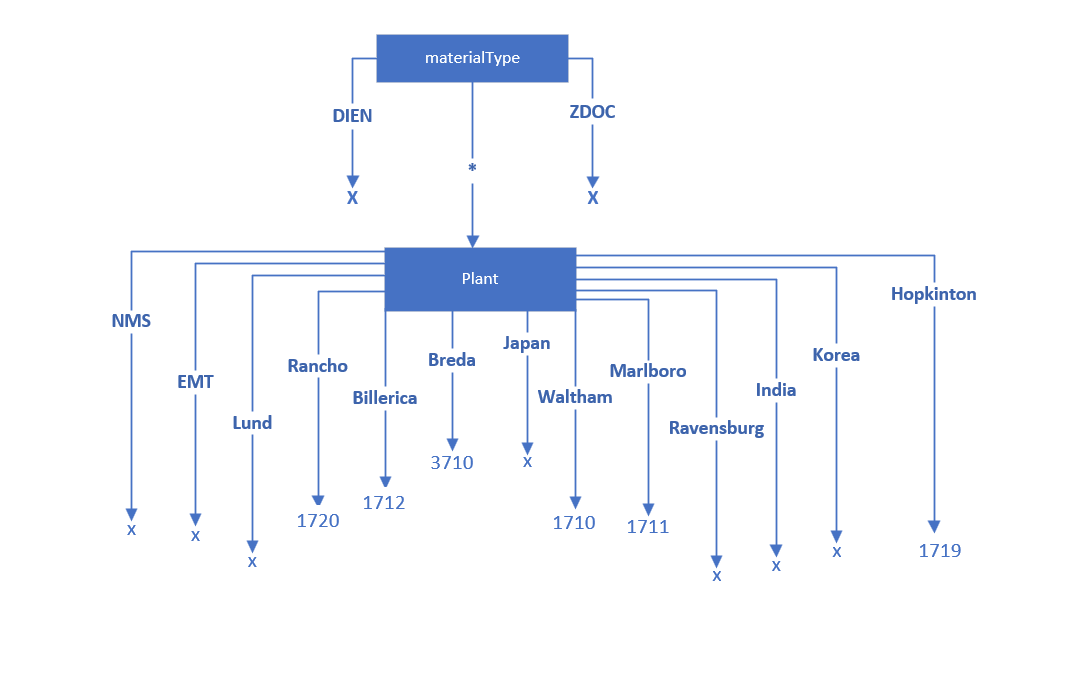 materialType
DIEN
ZDOC
*
X
X
Plant
Hopkinton
NMS
Japan
Korea
Breda
Rancho
Marlboro
EMT
India
Billerica
Waltham
Lund
Ravensburg
3710
x
1712
1720
1710
1711
x
x
1719
x
x
x
x